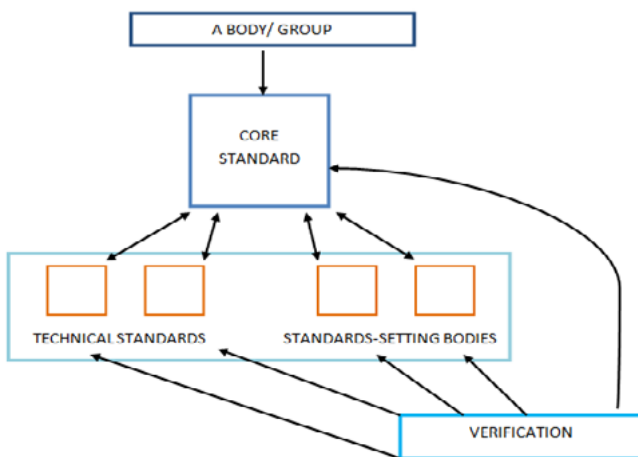 A BODY/ GROUP
CORE
STANDARD
TECHNICAL STANDARDS
STANDARDS-SETTING BODIES
VERIFICATION